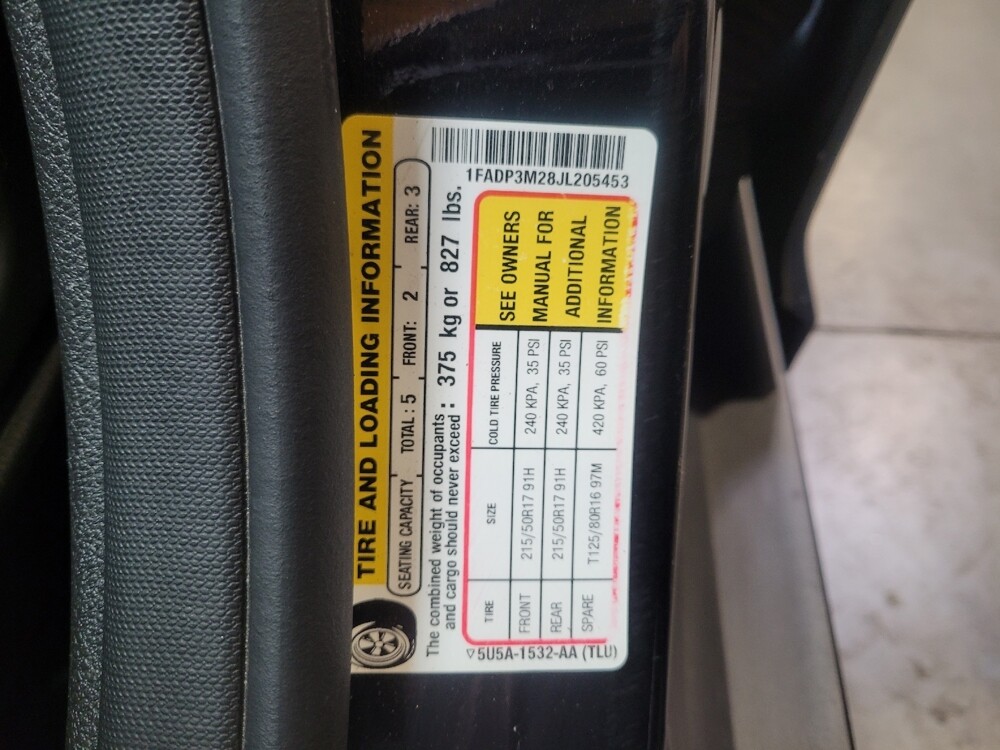 TIRE AND LOADING INFORMATION
SEATING CAPACITY TOTAL : 5 FRONT: 2 REAR: 3
The combined weight of occupants and cargo should never exceed : 375 kg or 827 lbs.
TIRE SIZE COLD TIRE PRESSURE
FRONT 215/50R17 91H 240 KPA, 35 PSI
REAR 215/50R17 91H 240 KPA, 35 PSI
SPARE T125/80R16 97M 420 KPA, 60 PSI
SEE OWNERS
MANUAL FOR
ADDITIONAL
INFORMATION
5U5A-1532-AA (TLU)
1FADP3M28JL205453